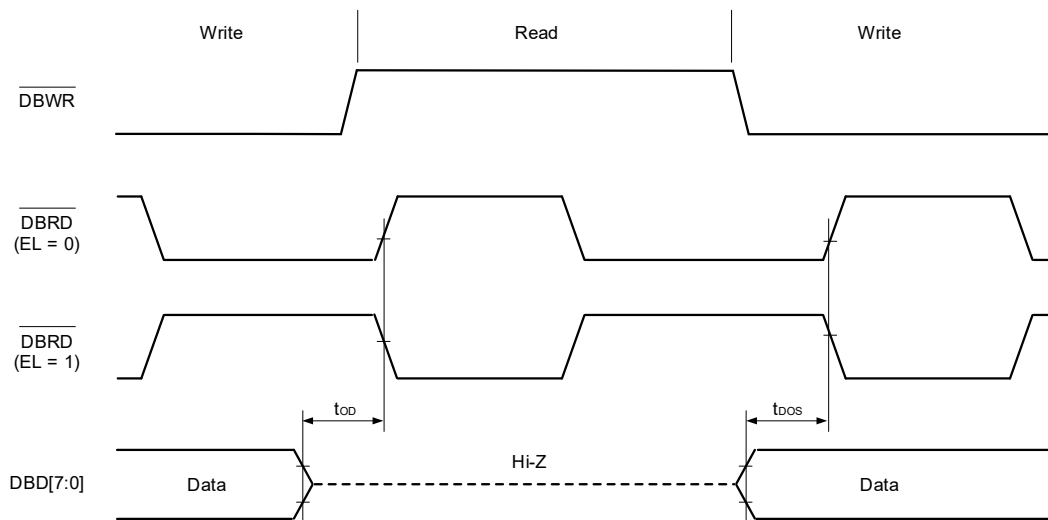 Write Read Write
DBWR
DBRD
(EL = 0)
DBRD
(EL = 1)
tOD tDOS
Hi-Z
DBD[7:0] Data Data